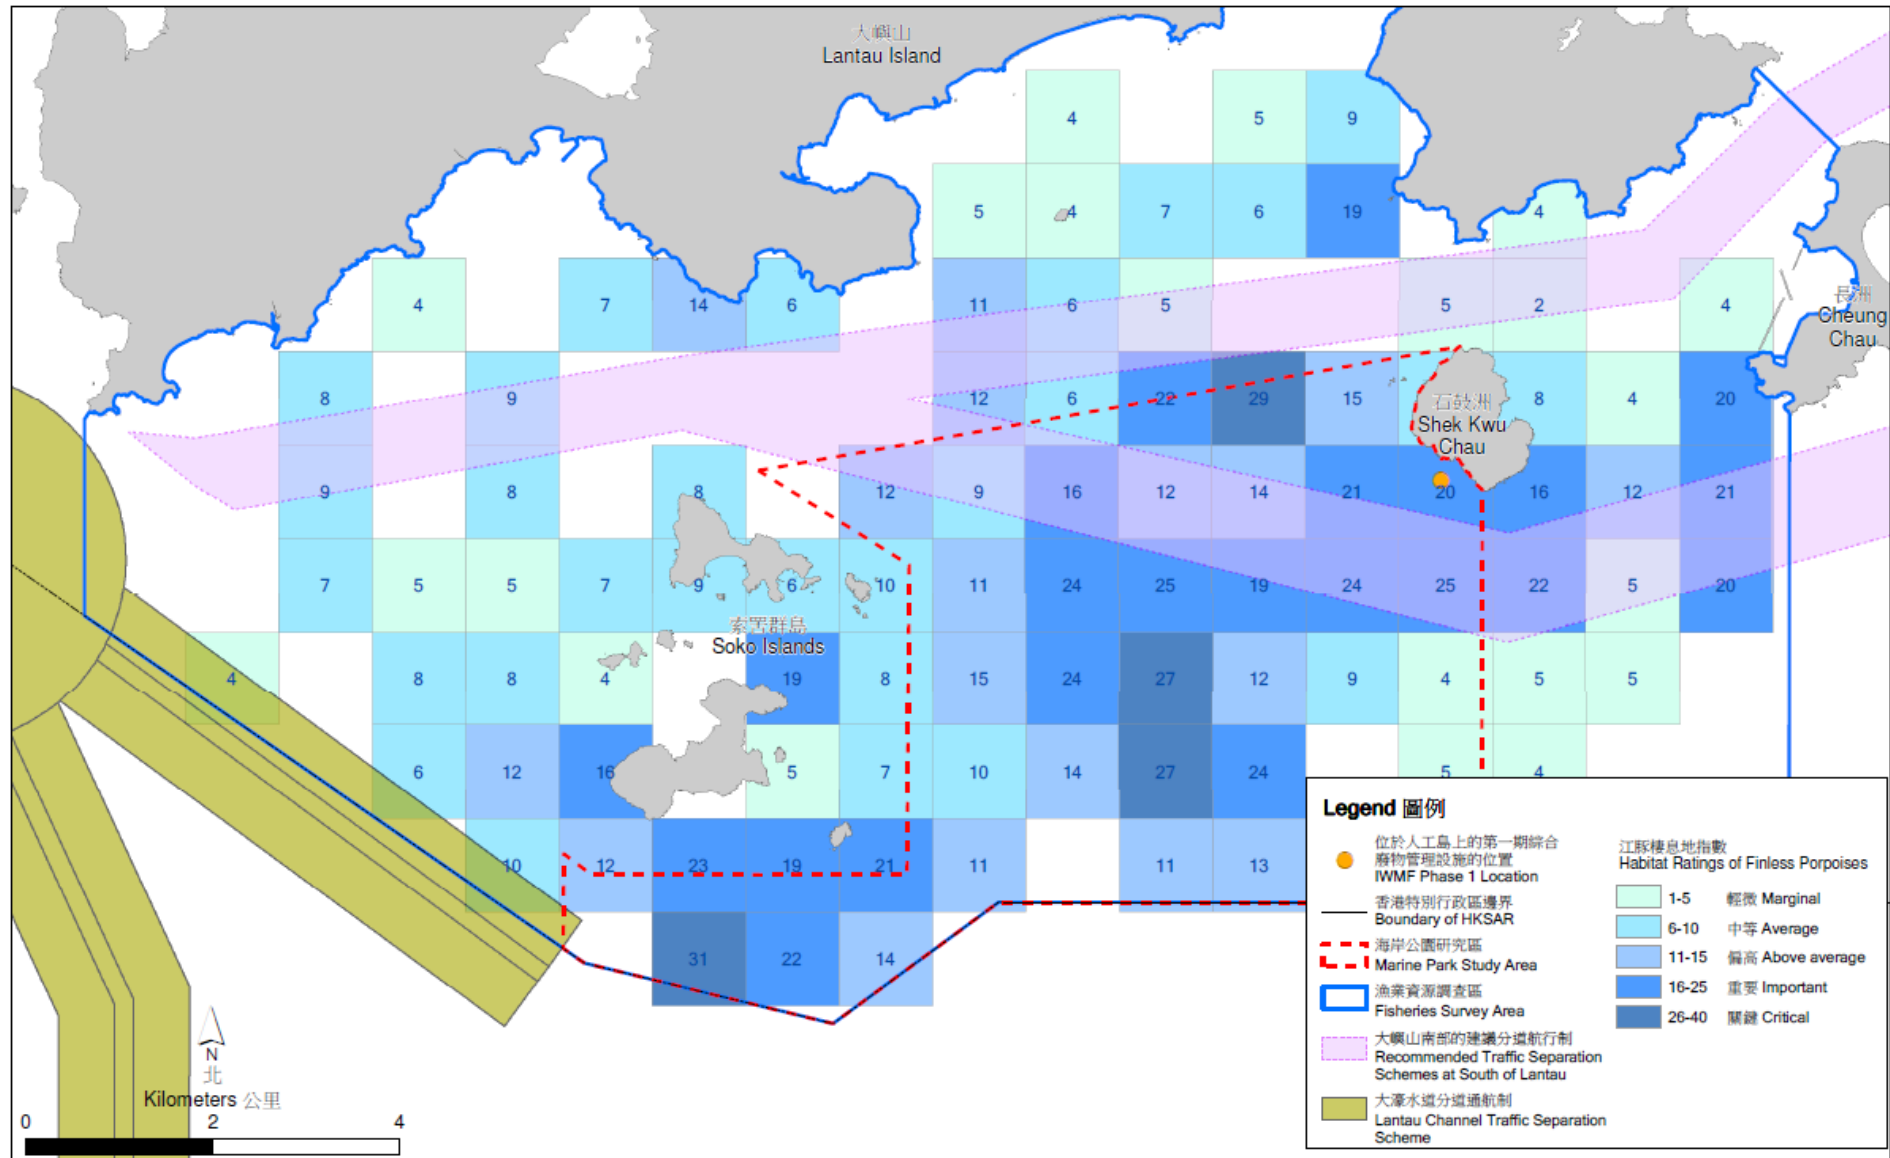 大嶼山
Lantau Island
4 5 9
5 4 7 6 19 4
4 7 14 6 11 6 5 5 2 4
長洲
Cheung
Chau
8 9 12 6 22 29 15 8 4 20
石鼓洲
Shek Kwu
Chau
9 8 8 12 9 16 12 14 21 20 16 12 21
7 5 5 7 9 6 10 11 24 25 19 24 25 22 5 20
索罟群島
Soko Islands
4 8 8 4 19 8 15 24 27 12 9 4 5 5
6 12 16 5 7 10 14 27 24 5 4
10 12 23 19 21 11 11 13
31 22 14
N
北
Kilometers 公里
0 2 4
Legend 圖例
位於人工島上的第一期綜合
廢物管理設施的位置
IWMF Phase 1 Location
香港特別行政區邊界
Boundary of HKSAR
海岸公園研究區
Marine Park Study Area
漁業資源調查區
Fisheries Survey Area
大嶼山南部的建議分道航行制
Recommended Traffic Separation
Schemes at South of Lantau
大濠水道分道通航制
Lantau Channel Traffic Separation
Scheme
江豚棲息地指數
Habitat Ratings of Finless Porpoises
1-5 輕微 Marginal
6-10 中等 Average
11-15 偏高 Above average
16-25 重要 Important
26-40 關鍵 Critical